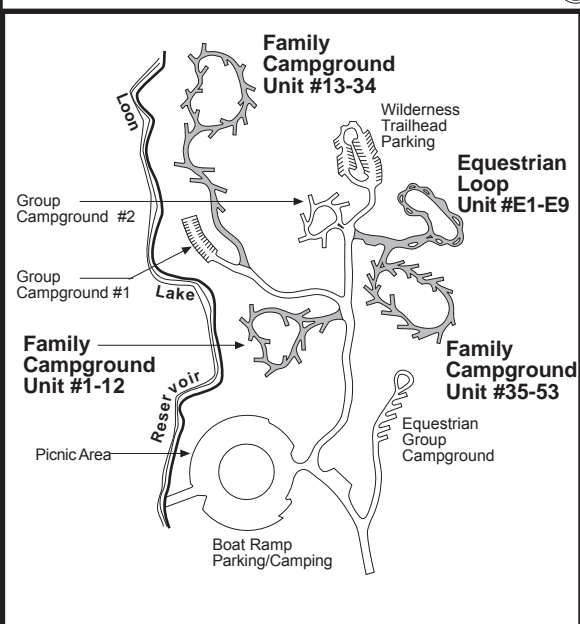 Family
Campground
Unit #13-34
Wilderness
Trailhead
Parking
Loon
Equestrian
Loop
Unit #E1-E9
Group
Campground #2
Group
Campground #1
Lake
Family
Campground
Unit #1-12
Family
Campground
Unit #35-53
Reservoir
Equestrian
Group
Campground
Picnic Area
Boat Ramp
Parking/Camping